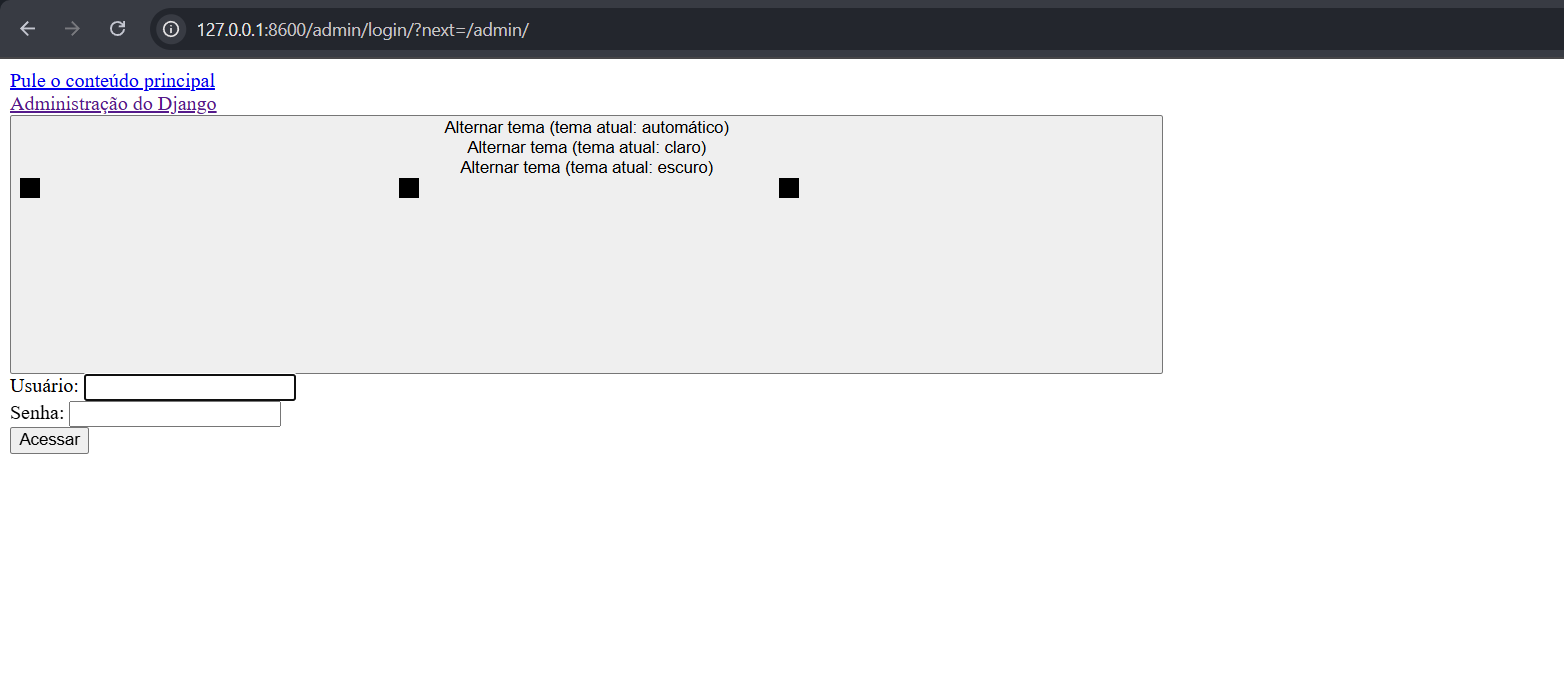 127.0.0.1:8600/admin/login/?next=/admin/
Pule o conteúdo principal
Administração do Django
Alternar tema (tema atual: automático)
Alternar tema (tema atual: claro)
Alternar tema (tema atual: escuro)
Usuário:
Senha:
Acessar